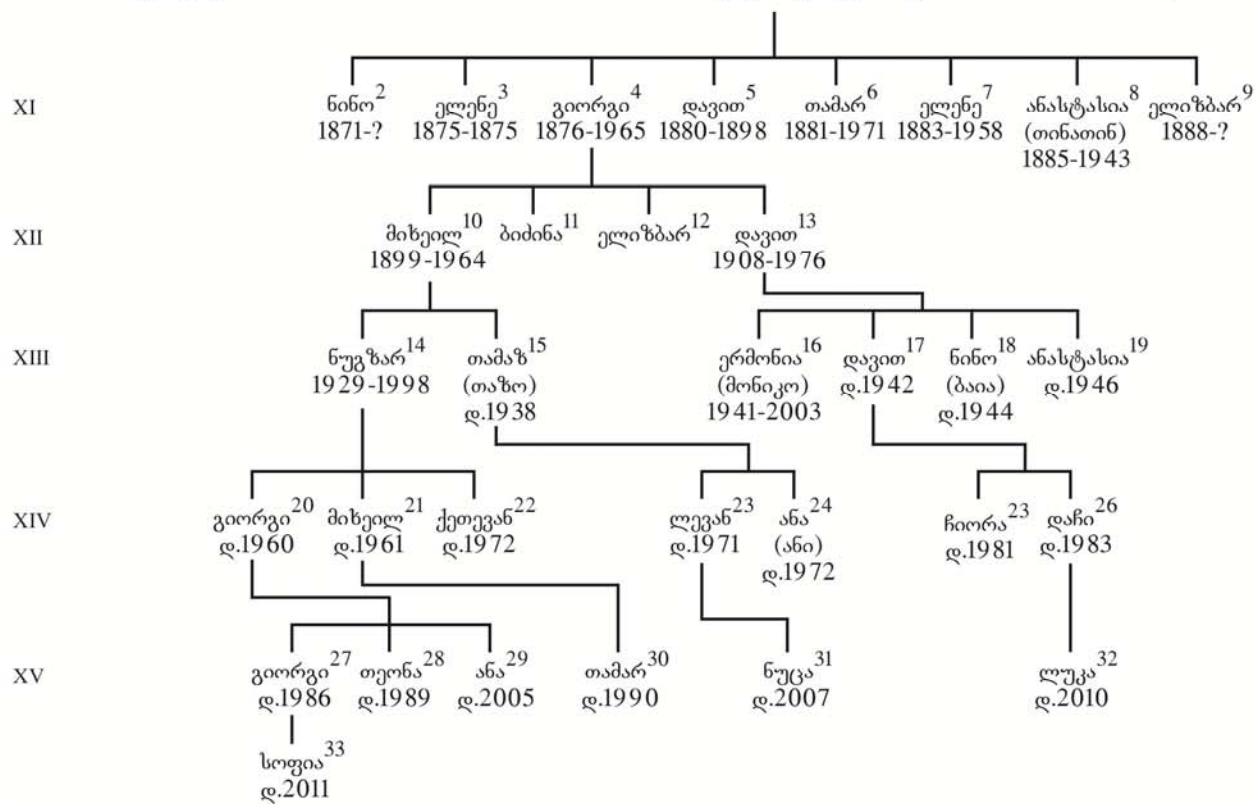 XI
ნინო² ელენე³ გიორგი⁴ დავით⁵ თამარ⁶ ელენე⁷ ანასტასია⁸ ელიზბარ⁹
1871-? 1875-1875 1876-1965 1880-1898 1881-1971 1883-1958 (თინათინ) 1888-?
1885-1943
XII
მიხეილ¹⁰ ბიძინა¹¹ ელიზბარ¹² დავით¹³
1899-1964 1908-1976
XIII
ნუგზარ¹⁴ თამაზ¹⁵ ერმონია¹⁶ დავით¹⁷ ნინო¹⁸ ანასტასია¹⁹
1929-1998 (თაზო) (მონიკო) დ.1942 (ბაია) დ.1946
დ.1938 1941-2003 დ.1944
XIV
გიორგი²⁰ მიხეილ²¹ ქეთევან²² ლევან²³ ანა²⁴ ჩიორა²³ დაჩი²⁶
დ.1960 დ.1961 დ.1972 დ.1971 (ანი) დ.1981 დ.1983
დ.1972
XV
გიორგი²⁷ თეონა²⁸ ანა²⁹ თამარ³⁰ ნუცა³¹ ლუკა³²
დ.1986 დ.1989 დ.2005 დ.1990 დ.2007 დ.2010
სოფია³³
დ.2011